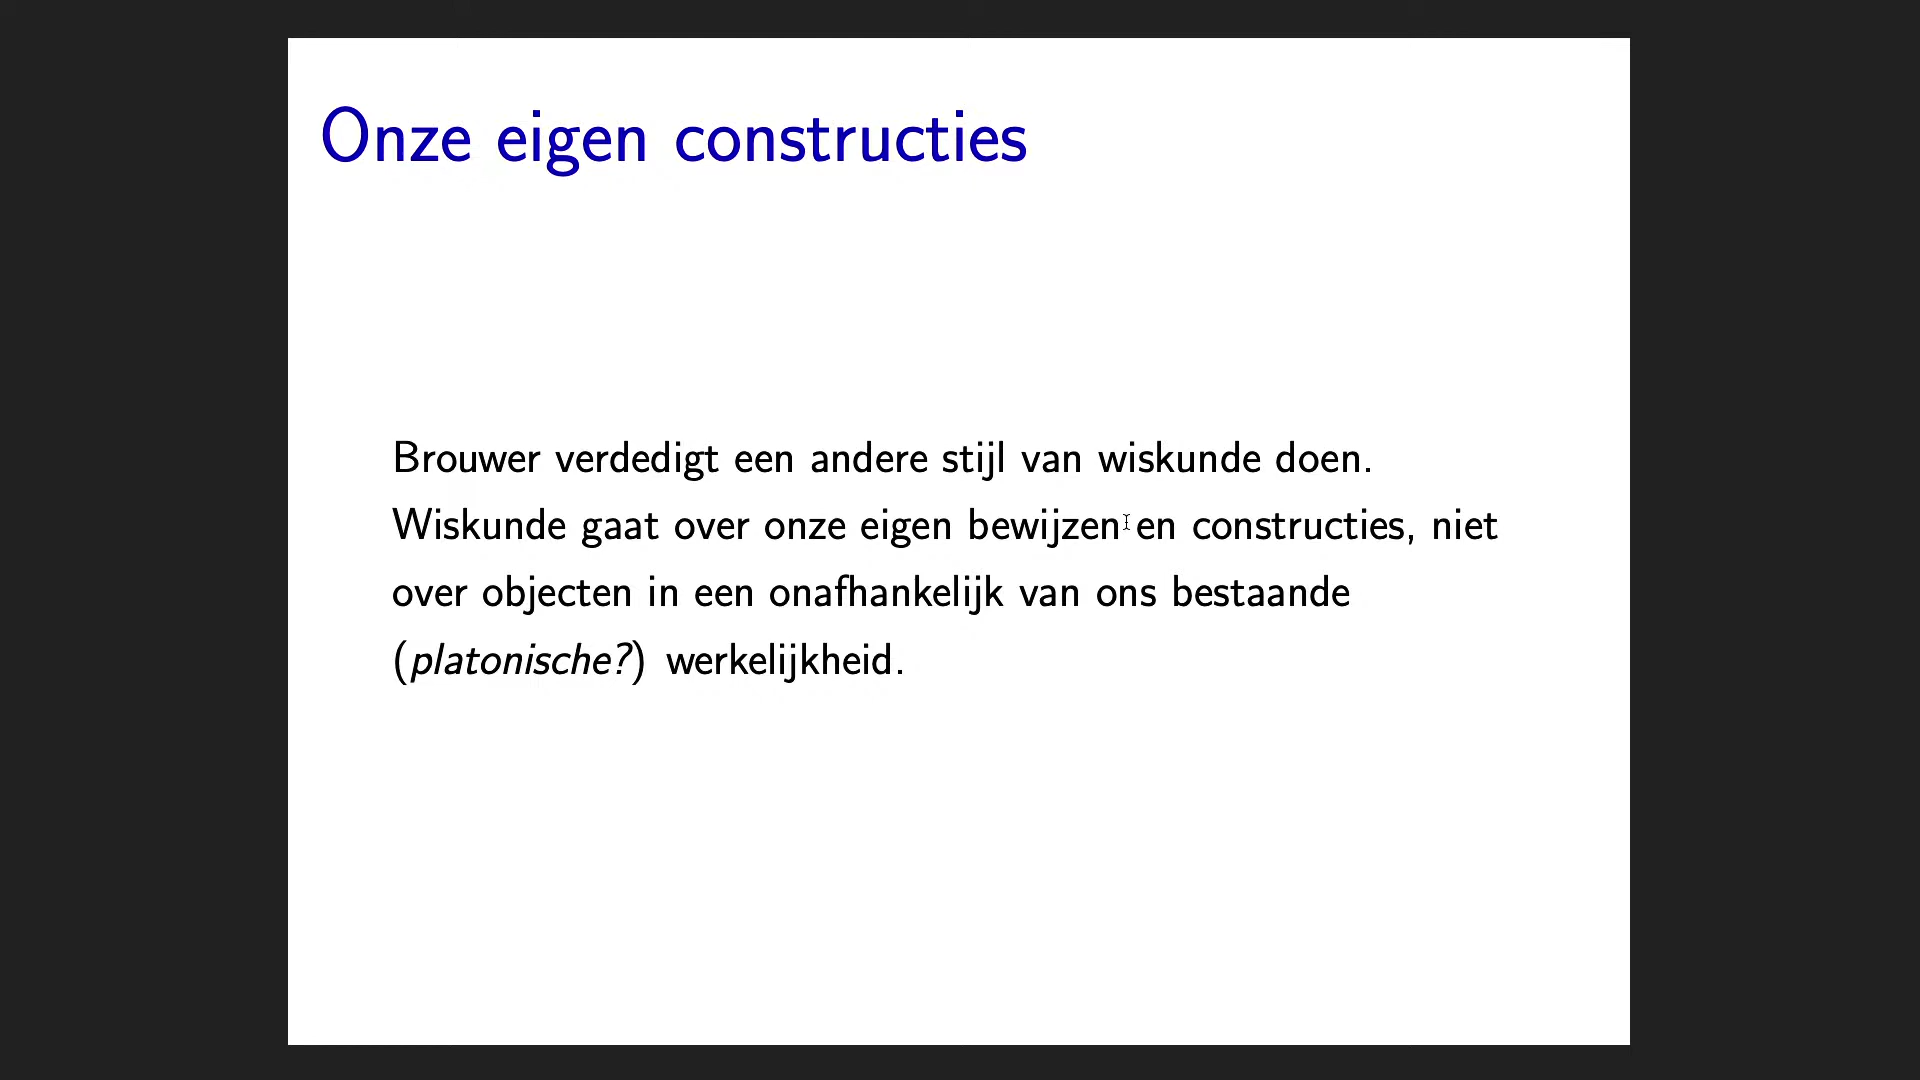 Onze eigen constructies
Brouwer verdedigt een andere stijl van wiskunde doen.
Wiskunde gaat over onze eigen bewijzen en constructies, niet
over objecten in een onafhankelijk van ons bestaande
(platonische?) werkelijkheid.